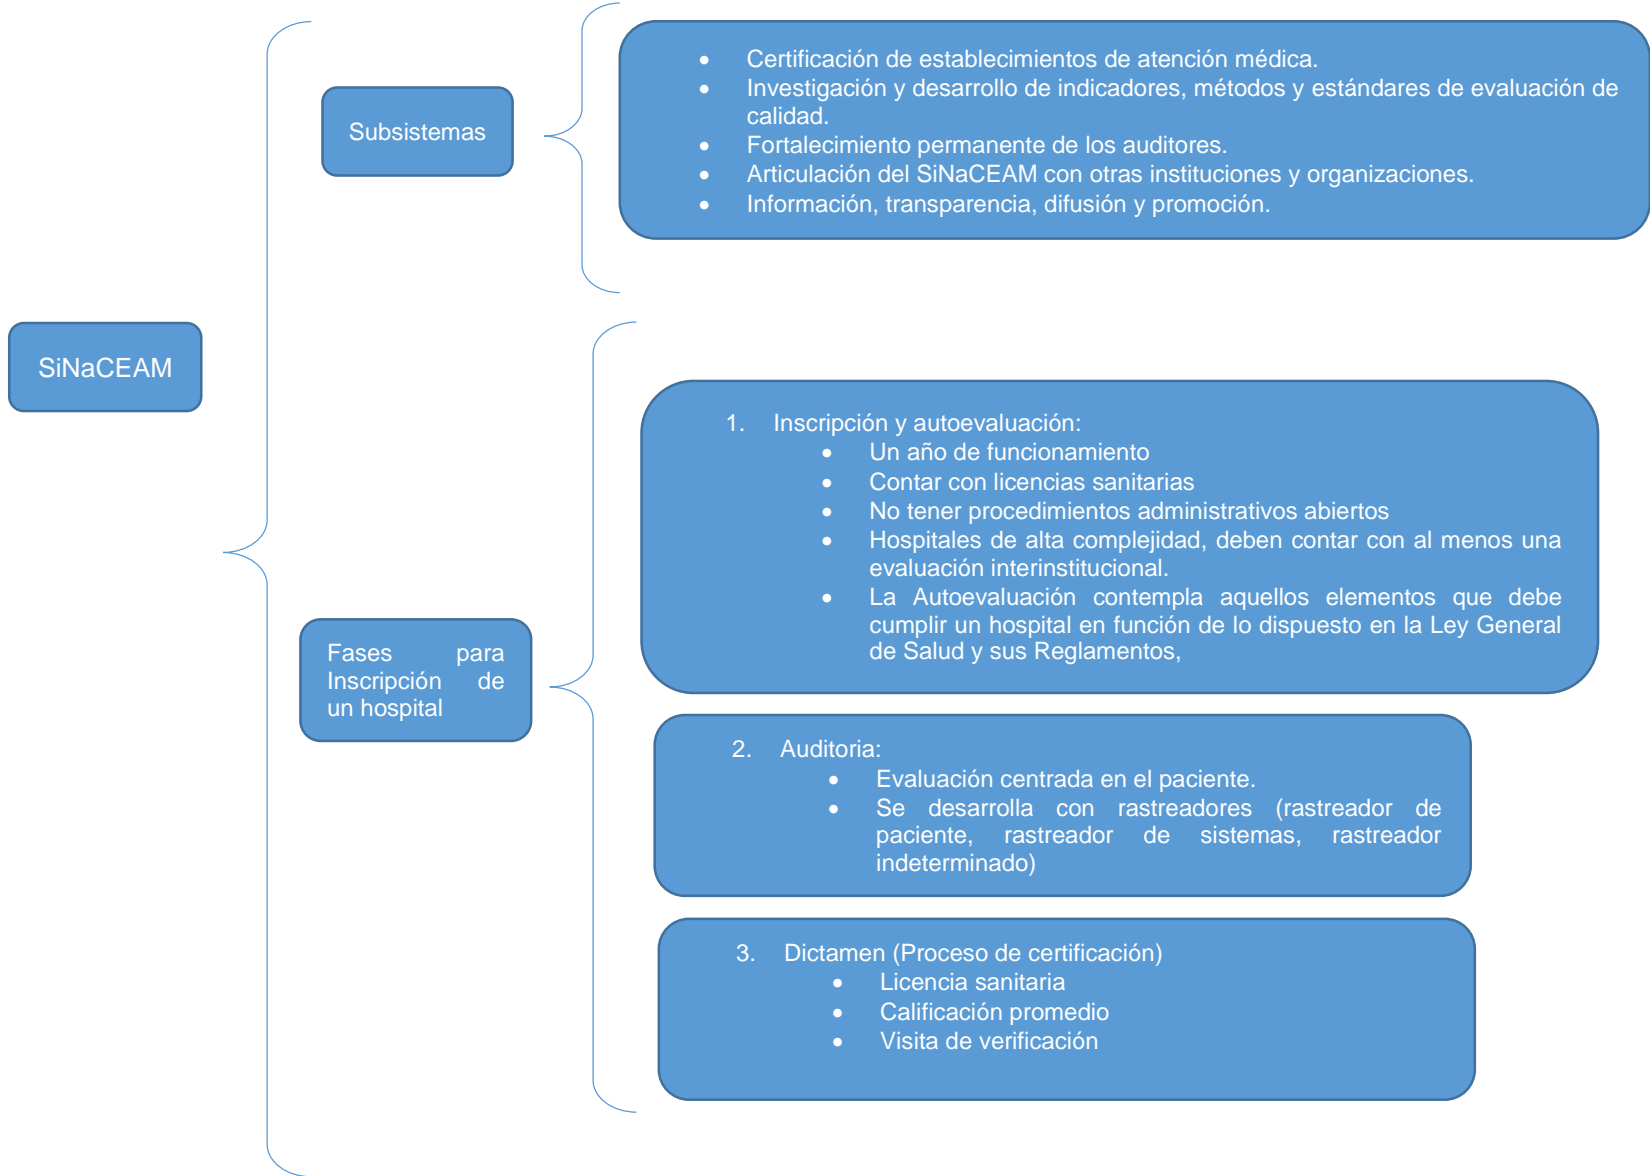 SiNaCEAM
Subsistemas
• Certificación de establecimientos de atención médica.
• Investigación y desarrollo de indicadores, métodos y estándares de evaluación de
calidad.
• Fortalecimiento permanente de los auditores.
• Articulación del SiNaCEAM con otras instituciones y organizaciones.
• Información, transparencia, difusión y promoción.
Fases para
Inscripción de
un hospital
1. Inscripción y autoevaluación:
• Un año de funcionamiento
• Contar con licencias sanitarias
• No tener procedimientos administrativos abiertos
• Hospitales de alta complejidad, deben contar con al menos una
evaluación interinstitucional.
• La Autoevaluación contempla aquellos elementos que debe
cumplir un hospital en función de lo dispuesto en la Ley General
de Salud y sus Reglamentos,
2. Auditoria:
• Evaluación centrada en el paciente.
• Se desarrolla con rastreadores (rastreador de
paciente, rastreador de sistemas, rastreador
indeterminado)
3. Dictamen (Proceso de certificación)
• Licencia sanitaria
• Calificación promedio
• Visita de verificación